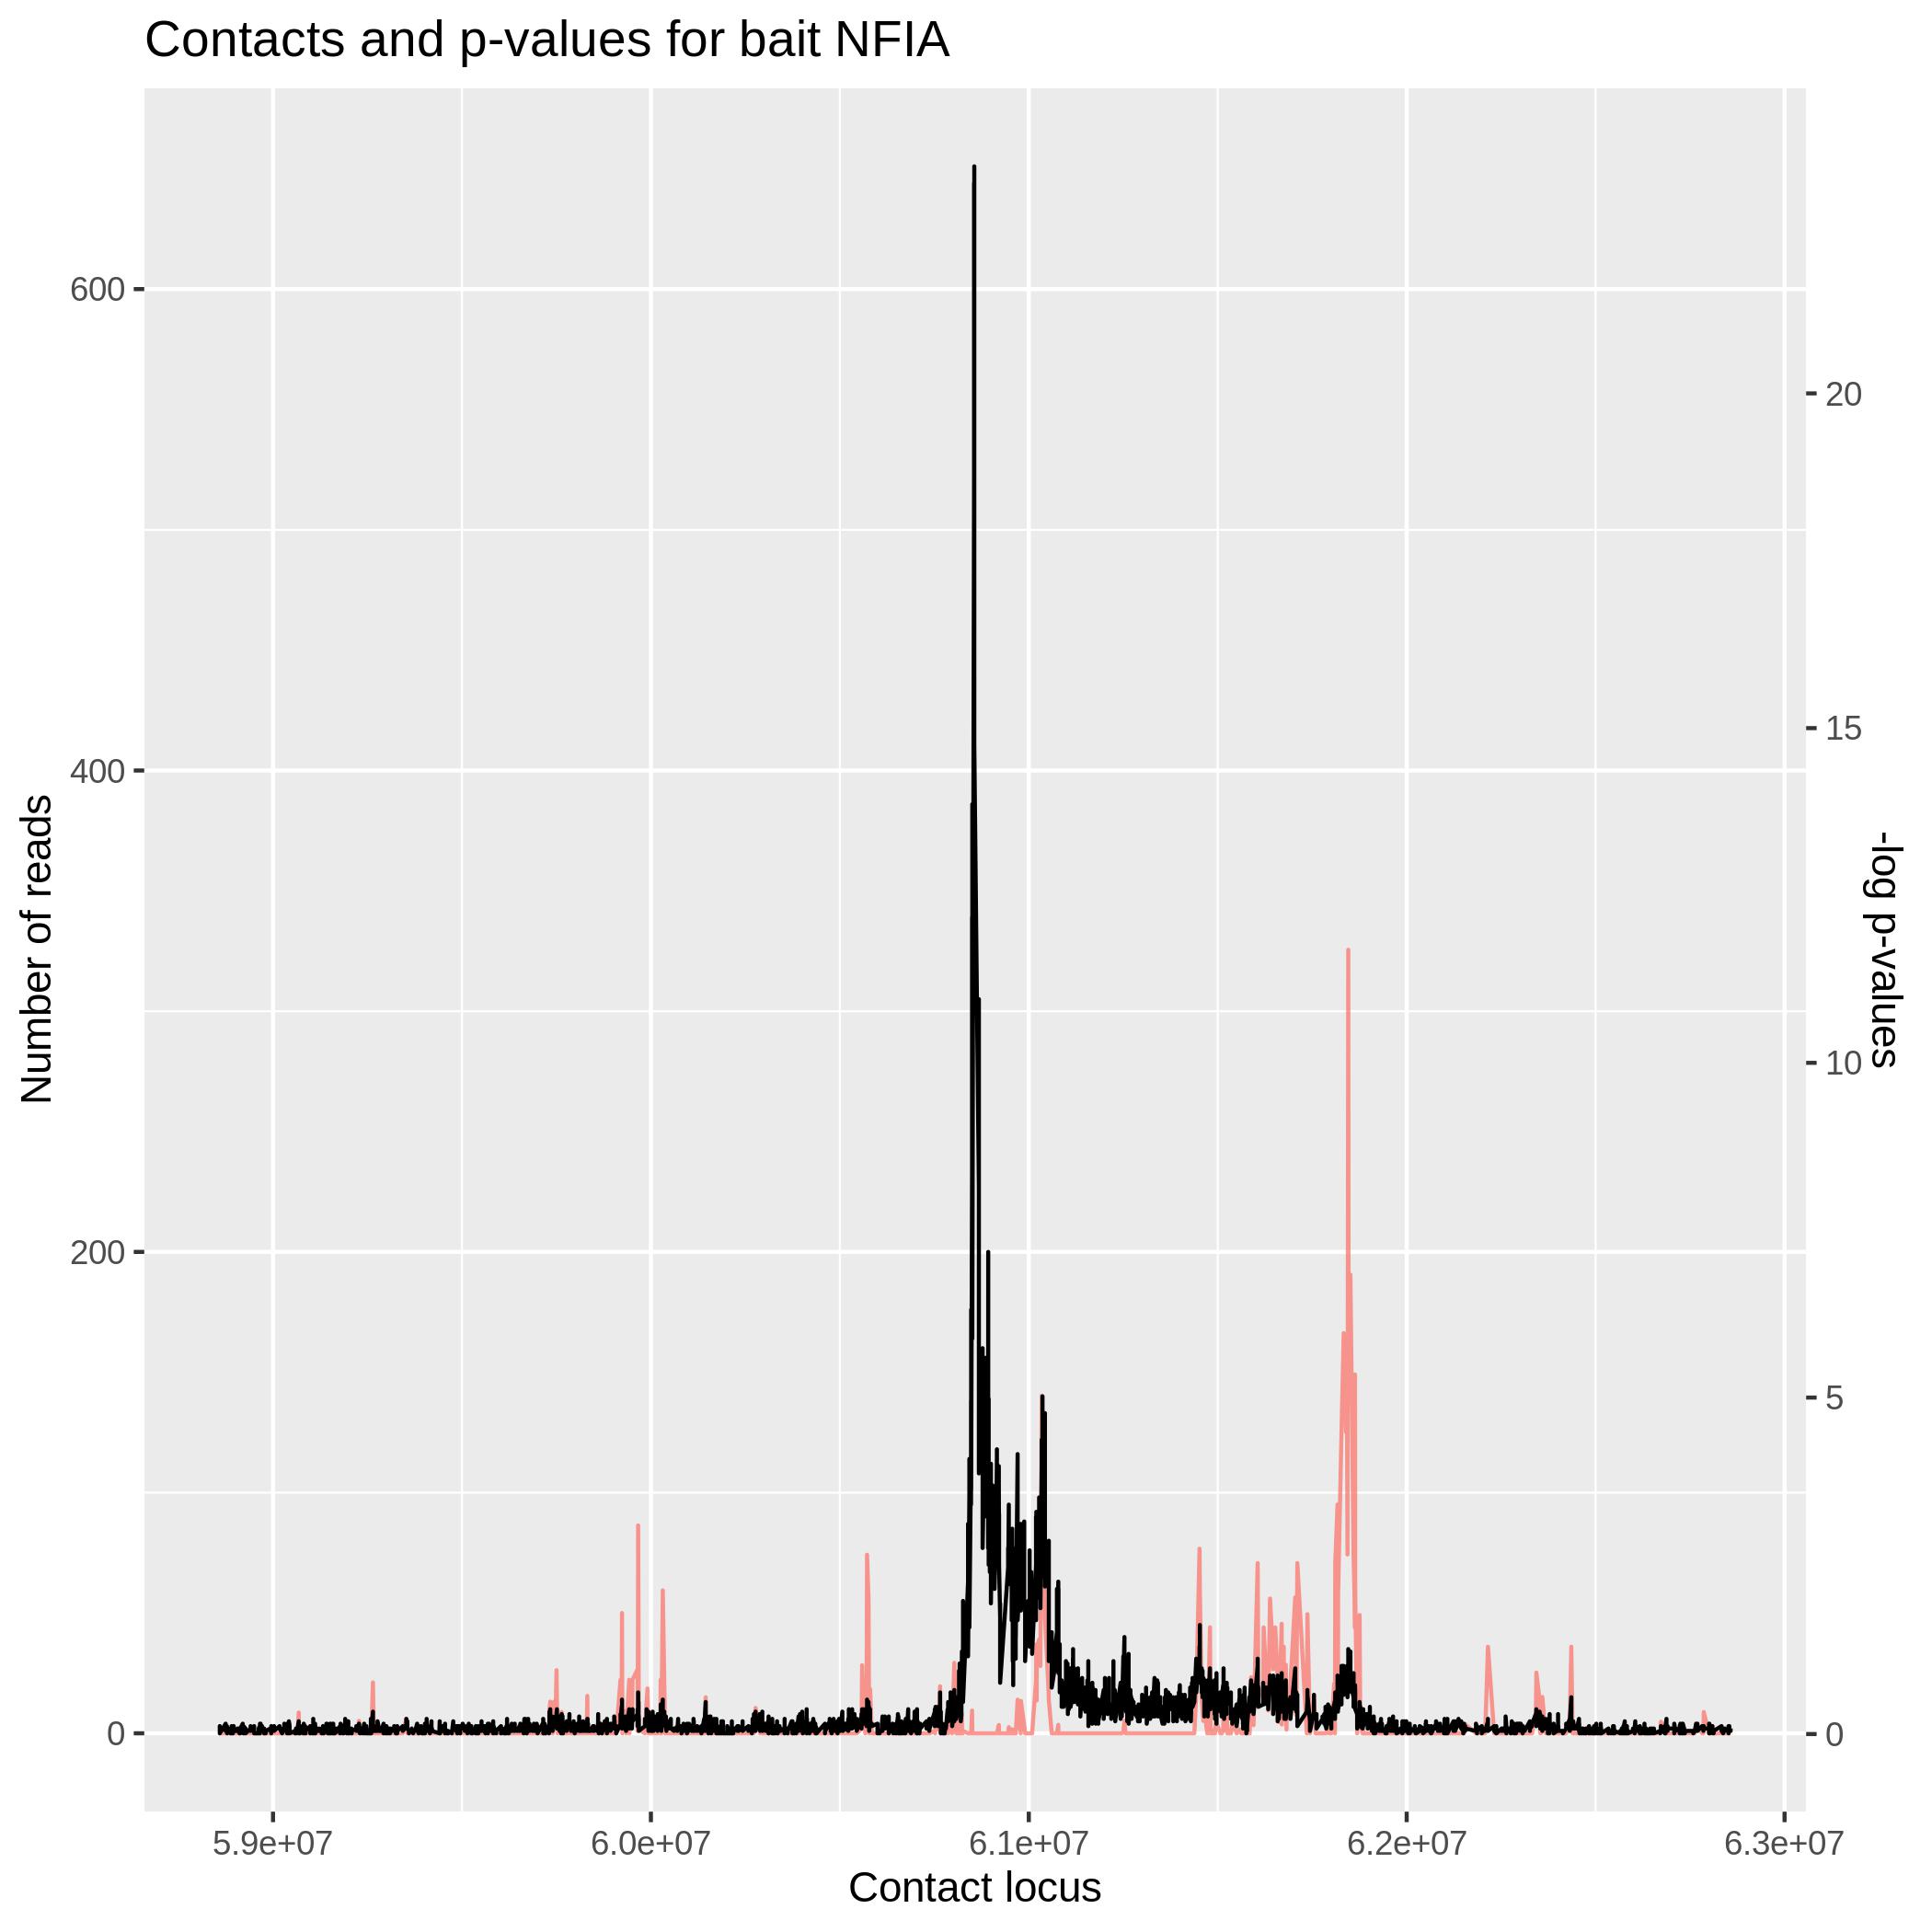 Contacts and p-values for bait NFIA
600
400
200
0
Number of reads
20
15
10
5
0
-log p-values
5.9e+07
6.0e+07
6.1e+07
6.2e+07
6.3e+07
Contact locus